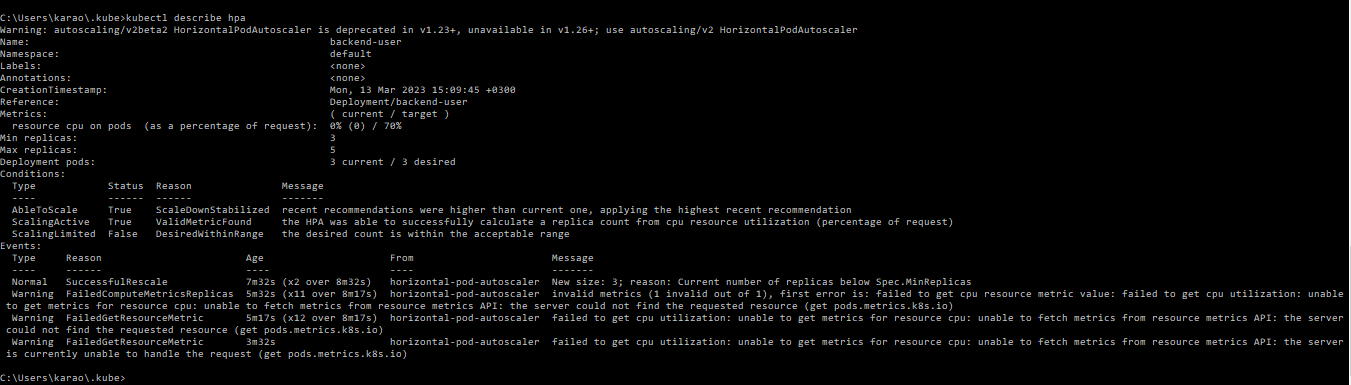 C:\Users\karao\.kube>kubectl describe hpa
Warning: autoscaling/v2beta2 HorizontalPodAutoscaler is deprecated in v1.23+, unavailable in v1.26+; use autoscaling/v2 HorizontalPodAutoscaler
Name: backend-user
Namespace: default
Labels: <none>
Annotations: <none>
CreationTimestamp: Mon, 13 Mar 2023 15:09:45 +0300
Reference: Deployment/backend-user
Metrics: ( current / target )
  resource cpu on pods  (as a percentage of request): 0% (0) / 70%
Min replicas: 3
Max replicas: 5
Deployment pods: 3 current / 3 desired
Conditions:
  Type Status Reason Message
  ---- ------ ------ -------
  AbleToScale True ScaleDownStabilized recent recommendations were higher than current one, applying the highest recent recommendation
  ScalingActive True ValidMetricFound the HPA was able to successfully calculate a replica count from cpu resource utilization (percentage of request)
  ScalingLimited False DesiredWithinRange the desired count is within the acceptable range
Events:
  Type Reason Age From Message
  ---- ------ ---- ---- -------
  Normal SuccessfulRescale 7m32s (x2 over 8m32s) horizontal-pod-autoscaler New size: 3; reason: Current number of replicas below Spec.MinReplicas
  Warning FailedComputeMetricsReplicas 5m32s (x11 over 8m17s) horizontal-pod-autoscaler invalid metrics (1 invalid out of 1), first error is: failed to get cpu resource metric value: failed to get cpu utilization: unable
 to get metrics for resource cpu: unable to fetch metrics from resource metrics API: the server could not find the requested resource (get pods.metrics.k8s.io)
  Warning FailedGetResourceMetric 5m17s (x12 over 8m17s) horizontal-pod-autoscaler failed to get cpu utilization: unable to get metrics for resource cpu: unable to fetch metrics from resource metrics API: the server
 could not find the requested resource (get pods.metrics.k8s.io)
  Warning FailedGetResourceMetric 3m32s horizontal-pod-autoscaler failed to get cpu utilization: unable to get metrics for resource cpu: unable to fetch metrics from resource metrics API: the server
 is currently unable to handle the request (get pods.metrics.k8s.io)
C:\Users\karao\.kube>